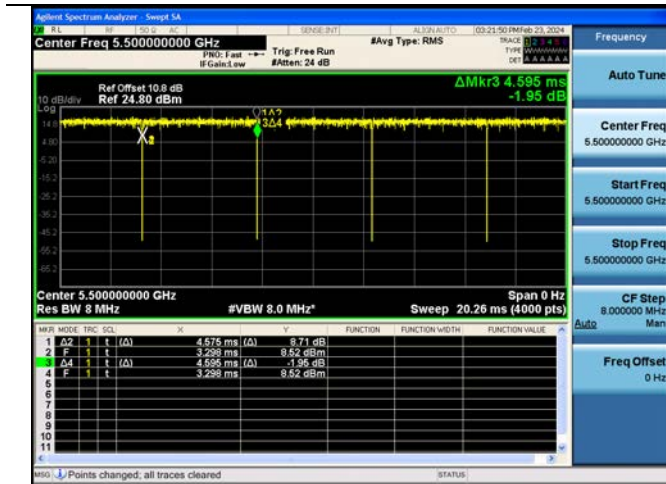 Agilent Spectrum Analyzer - Swept SA
RL RF 50 Ω AC SENSE:INT ALIGN AUTO 03:21:50 PM Feb 23, 2024
Center Freq 5.500000000 GHz
PNO: Fast Trig: Free Run #Avg Type: RMS TRACE 1 2 3 4 5 6
IFGain:Low #Atten: 24 dB TYPE
DET A A A A A A
Ref Offset 10.8 dB ΔMkr3 4.595 ms
10 dB/div Ref 24.80 dBm -1.95 dB
Log
14.8
4.80
-5.20
-15.2
-25.2
-35.2
-45.2
-55.2
-65.2
1Δ2
3Δ4
2
Center 5.500000000 GHz Span 0 Hz
Res BW 8 MHz #VBW 8.0 MHz* Sweep 20.26 ms (4000 pts)
MKR MODE TRC SCL X Y FUNCTION FUNCTION WIDTH FUNCTION VALUE
1 Δ2 1 t (Δ) 4.575 ms (Δ) 8.71 dB
2 F 1 t 3.298 ms 8.52 dBm
3 Δ4 1 t (Δ) 4.595 ms (Δ) -1.95 dB
4 F 1 t 3.298 ms 8.52 dBm
5
6
7
8
9
10
11
MSG Points changed; all traces cleared STATUS
Frequency
Auto Tune
Center Freq
5.500000000 GHz
Start Freq
5.500000000 GHz
Stop Freq
5.500000000 GHz
CF Step
8.000000 MHz
Auto Man
Freq Offset
0 Hz